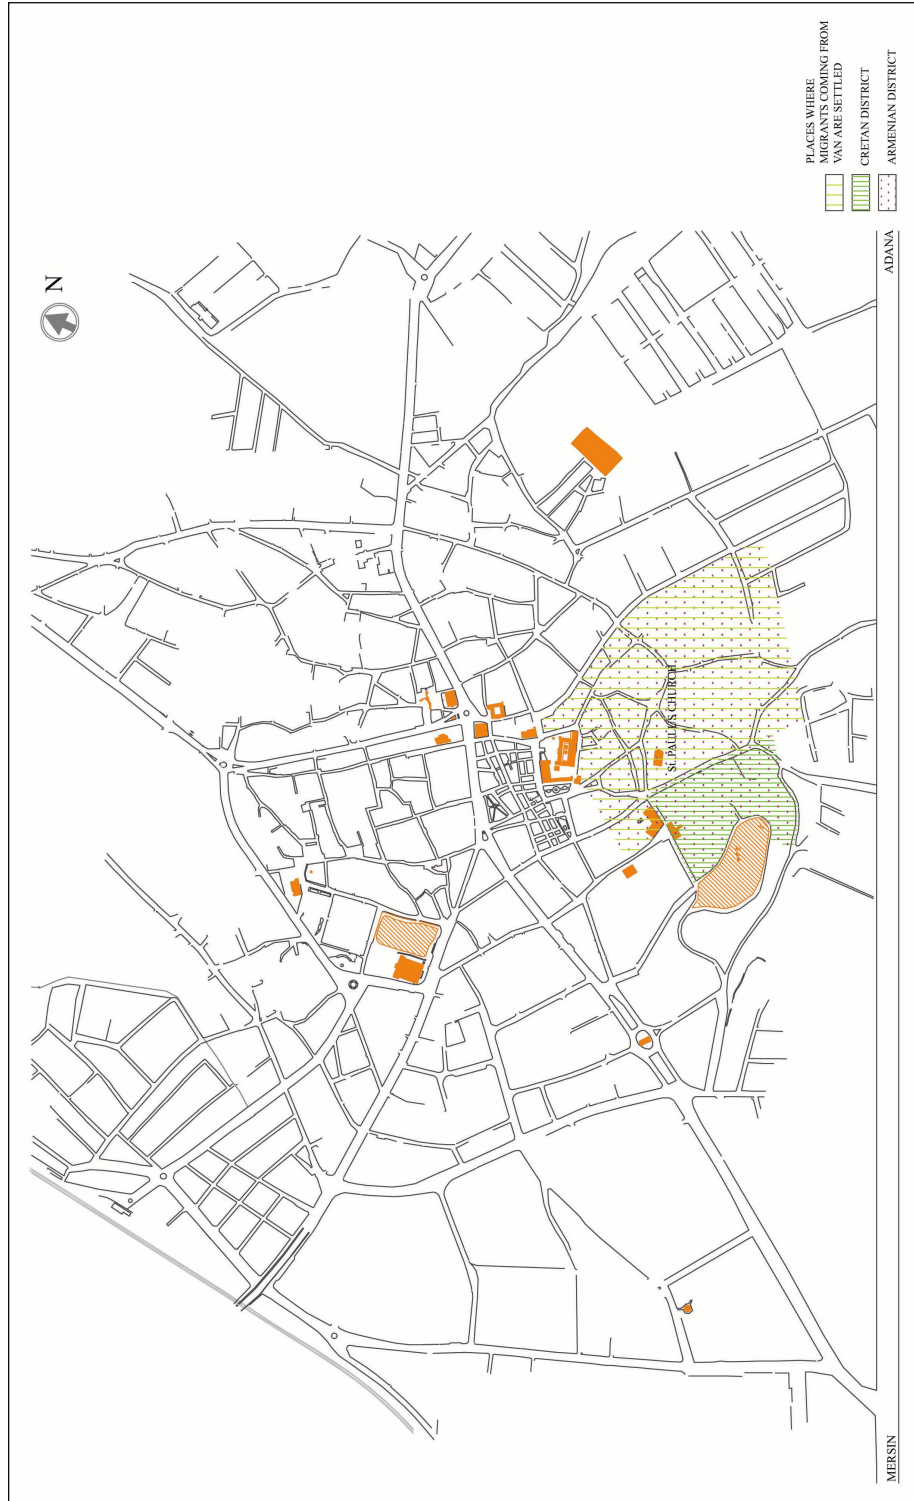 N
PLACES WHERE
MIGRANTS COMING FROM
VAN ARE SETTLED
CRETAN DISTRICT
ARMENIAN DISTRICT
St. PAUL'S CHURCH
MERSIN
ADANA